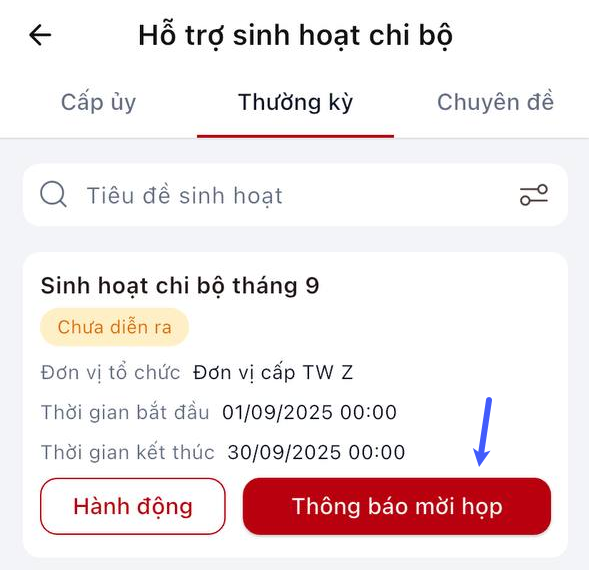 Hỗ trợ sinh hoạt chi bộ
Cấp ủy Thường kỳ Chuyên đề
Tiêu đề sinh hoạt
Sinh hoạt chi bộ tháng 9
Chưa diễn ra
Đơn vị tổ chức Đơn vị cấp TW Z
Thời gian bắt đầu 01/09/2025 00:00
Thời gian kết thúc 30/09/2025 00:00
Hành động Thông báo mời họp